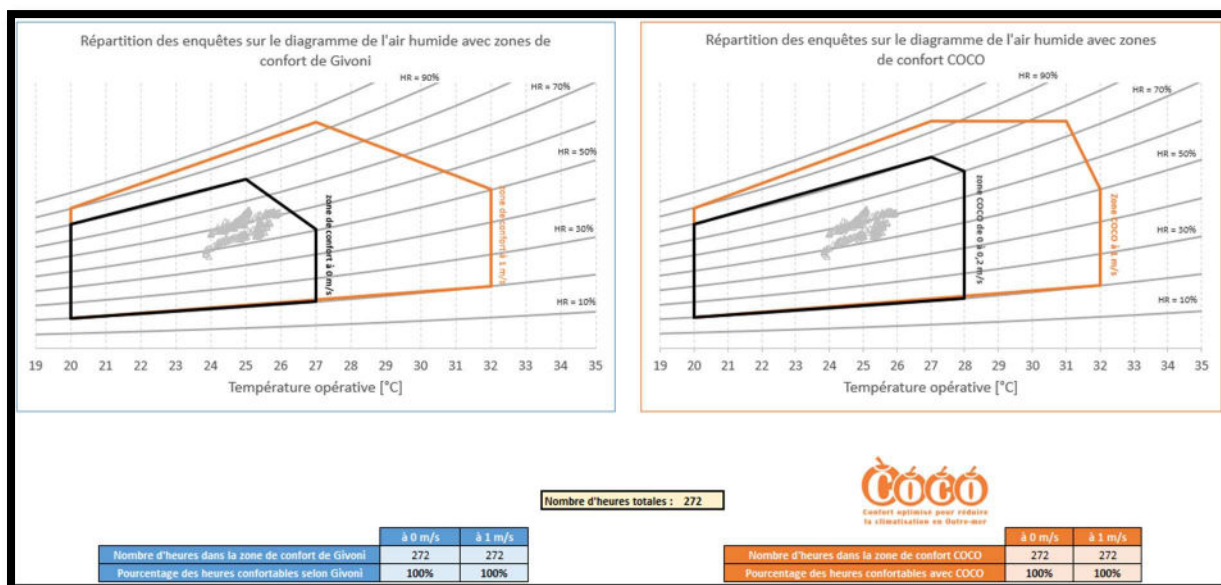 Répartition des enquêtes sur le diagramme de l'air humide avec zones de
confort de Givoni
HR = 90%
HR = 70%
HR = 50%
HR = 30%
HR = 10%
zone de confort à 0 m/s
zone de confort à 1 m/s
19 20 21 22 23 24 25 26 27 28 29 30 31 32 33 34 35
Température opérative [°C]
Répartition des enquêtes sur le diagramme de l'air humide avec zones
de confort COCO
HR = 90%
HR = 70%
HR = 50%
HR = 30%
HR = 10%
zone COCO de 0 à 0,2 m/s
Zone COCO à 1 m/s
19 20 21 22 23 24 25 26 27 28 29 30 31 32 33 34 35
Température opérative [°C]
Nombre d'heures totales : 272
COCO
Confort optimisé pour réduire
la climatisation en Outre-mer
à 0 m/s à 1 m/s
Nombre d'heures dans la zone de confort de Givoni 272 272
Pourcentage des heures confortables selon Givoni 100% 100%
à 0 m/s à 1 m/s
Nombre d'heures dans la zone de confort COCO 272 272
Pourcentage des heures confortables avec COCO 100% 100%